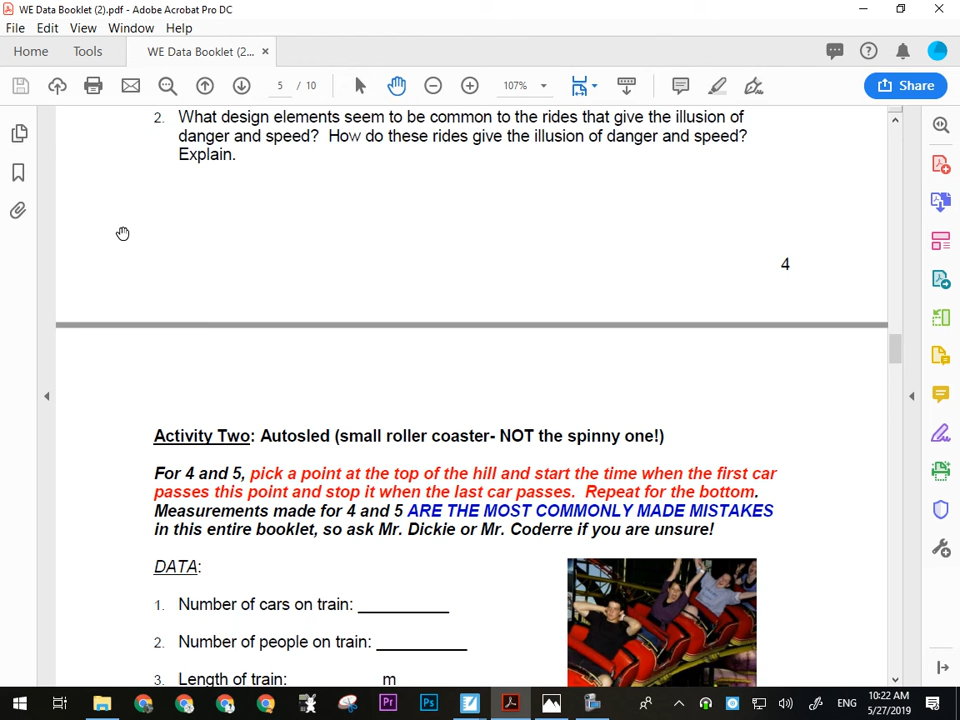 WE Data Booklet (2).pdf - Adobe Acrobat Pro DC
File Edit View Window Help
Home Tools WE Data Booklet (2... ×
5 / 10 107% Share
2. What design elements seem to be common to the rides that give the illusion of
danger and speed? How do these rides give the illusion of danger and speed?
Explain.
4
Activity Two: Autosled (small roller coaster- NOT the spinny one!)
For 4 and 5, pick a point at the top of the hill and start the time when the first car
passes this point and stop it when the last car passes. Repeat for the bottom.
Measurements made for 4 and 5 ARE THE MOST COMMONLY MADE MISTAKES
in this entire booklet, so ask Mr. Dickie or Mr. Coderre if you are unsure!
DATA:
1. Number of cars on train: __________
2. Number of people on train: __________
3. Length of train: m
Pr Ps
ENG
10:22 AM
5/27/2019